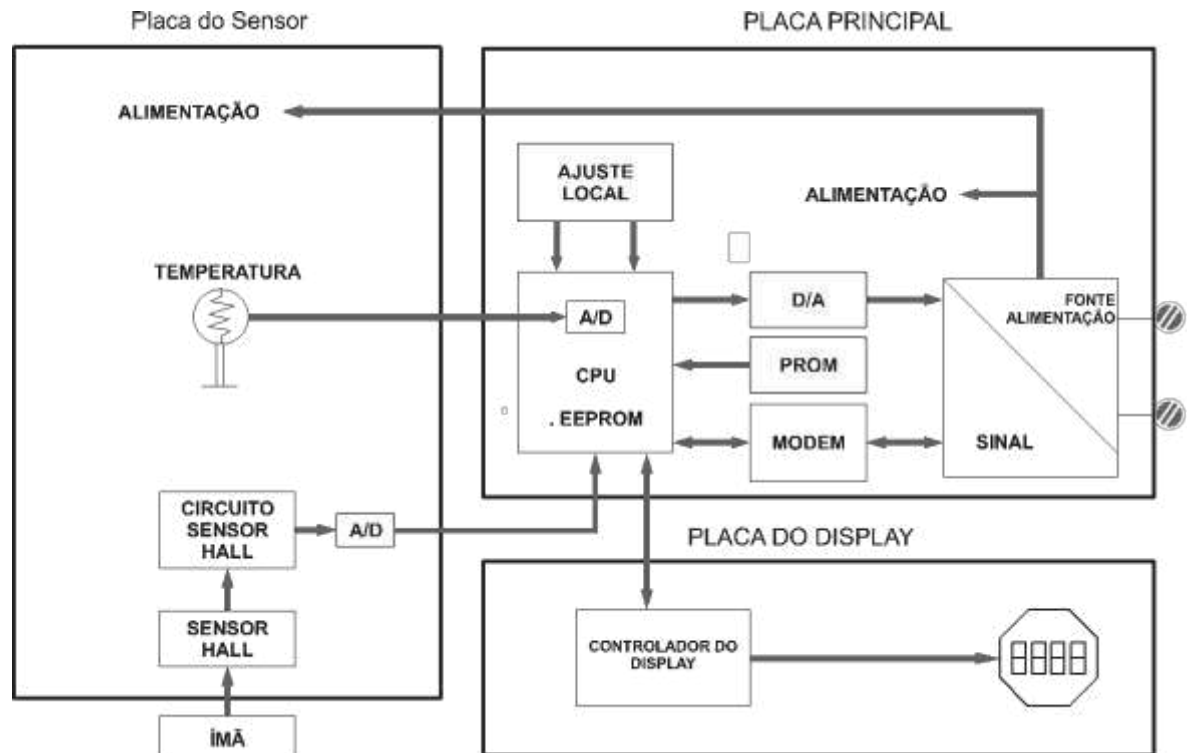 Placa do Sensor
PLACA PRINCIPAL
ALIMENTAÇÃO
AJUSTE
LOCAL
ALIMENTAÇÃO
TEMPERATURA
A/D
CPU
. EEPROM
D/A
PROM
MODEM
FONTE
ALIMENTAÇÃO
SINAL
CIRCUITO
SENSOR
HALL
A/D
SENSOR
HALL
ÍMÃ
PLACA DO DISPLAY
CONTROLADOR DO
DISPLAY